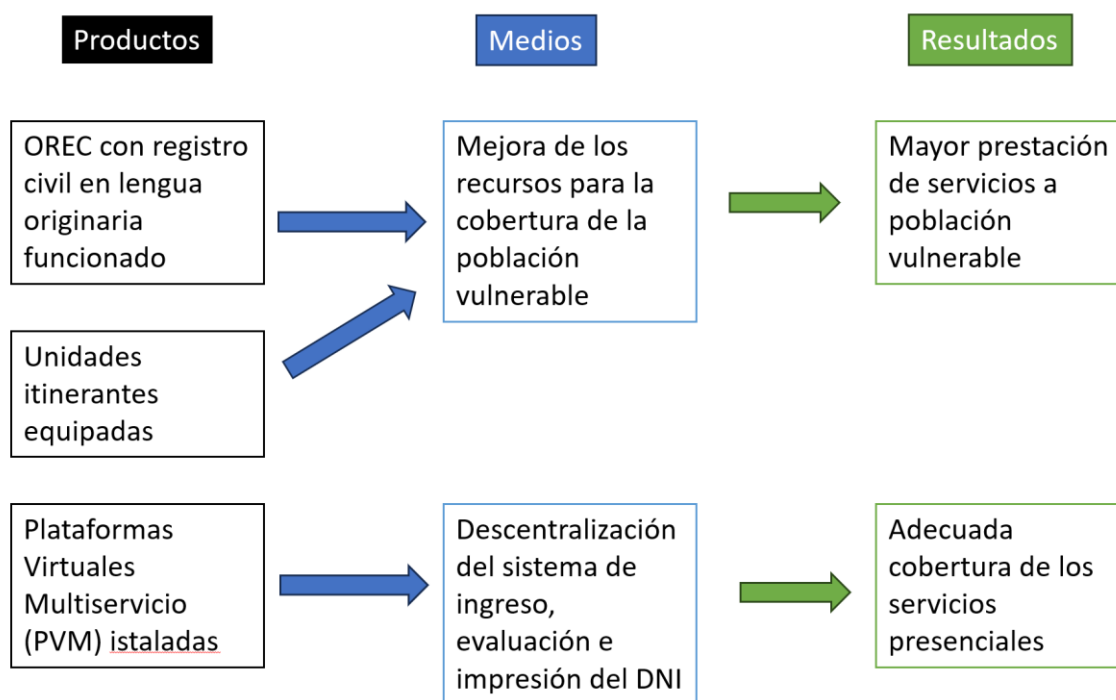 Productos
Medios
Resultados
OREC con registro
civil en lengua
originaria
funcionado
Mejora de los
recursos para la
cobertura de la
población
vulnerable
Mayor prestación
de servicios a
población
vulnerable
Unidades
itinerantes
equipadas
Plataformas
Virtuales
Multiservicio
(PVM) istaladas
Descentralización
del sistema de
ingreso,
evaluación e
impresión del DNI
Adecuada
cobertura de los
servicios
presenciales